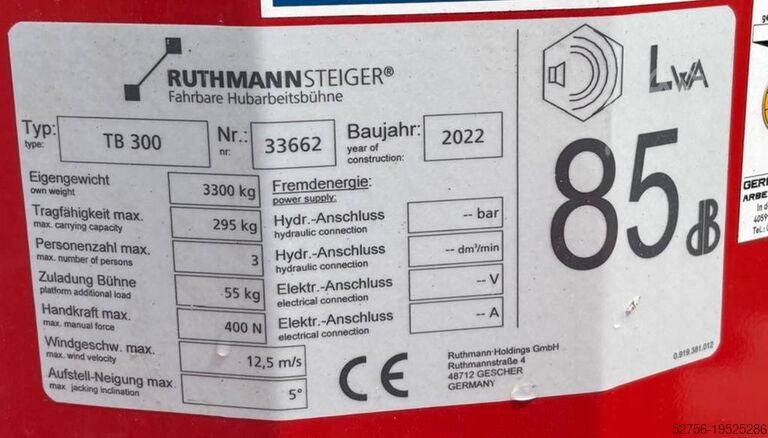 RUTHMANNSTEIGER®
Fahrbare Hubarbeitsbühne
LWA
Typ: TB 300 Nr.: 33662 Baujahr: 2022
type: nr: year of construction:
85 dB
Eigengewicht 3300 kg
own weight
Tragfähigkeit max. 295 kg
max. carrying capacity
Personenzahl max. 3
max. number of persons
Zuladung Bühne 55 kg
platform additional load
Handkraft max. 400 N
max. manual force
Windgeschw. max. 12,5 m/s
max. wind velocity
Aufstell-Neigung max 5°
max jacking inclination
Fremdenergie:
power supply:
Hydr.-Anschluss -- bar
hydraulic connection
Hydr.-Anschluss -- dm³/min
hydraulic connection
Elektr.-Anschluss -- V
electrical connection
Elektr.-Anschluss -- A
electrical connection
CE
Ruthmann Holdings GmbH
Ruthmannstraße 4
48712 GESCHER
GERMANY
0.919.381.012
GERI
ARBE
In d
4059
Tel.:
52756-19525286